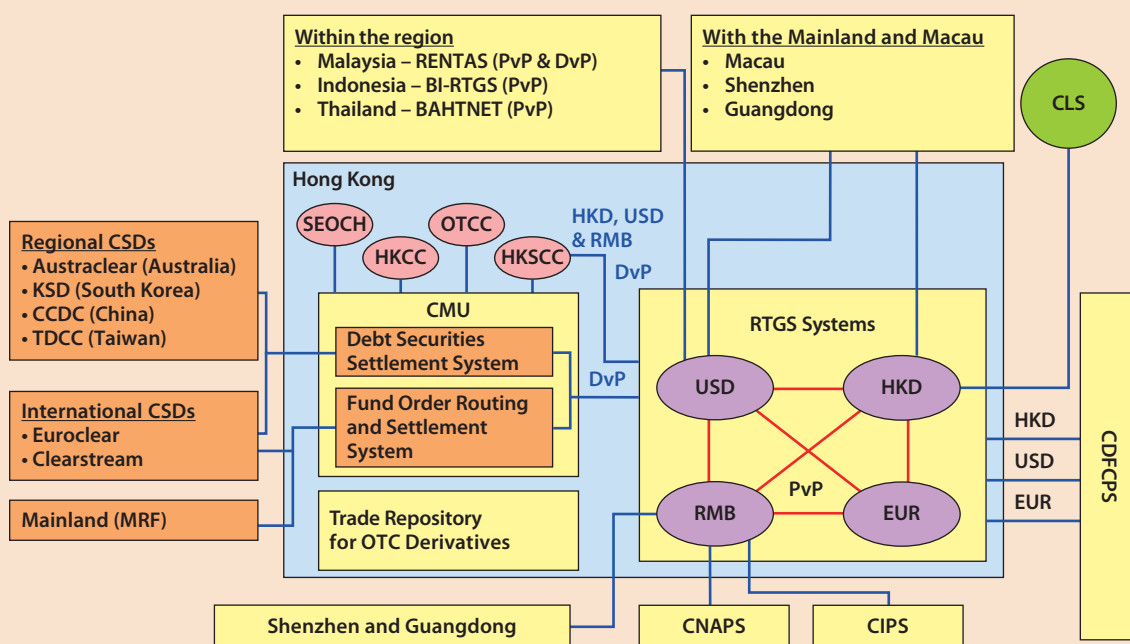 Within the region
• Malaysia – RENTAS (PvP & DvP)
• Indonesia – BI-RTGS (PvP)
• Thailand – BAHTNET (PvP)
With the Mainland and Macau
• Macau
• Shenzhen
• Guangdong
CLS
Hong Kong
SEOCH
OTCC
HKCC
HKSCC
HKD, USD
& RMB
DvP
Regional CSDs
• Austraclear (Australia)
• KSD (South Korea)
• CCDC (China)
• TDCC (Taiwan)
International CSDs
• Euroclear
• Clearstream
Mainland (MRF)
CMU
Debt Securities
Settlement System
Fund Order Routing
and Settlement
System
DvP
Trade Repository
for OTC Derivatives
RTGS Systems
USD
HKD
PvP
RMB
EUR
HKD
USD
EUR
CDFCPS
Shenzhen and Guangdong
CNAPS
CIPS